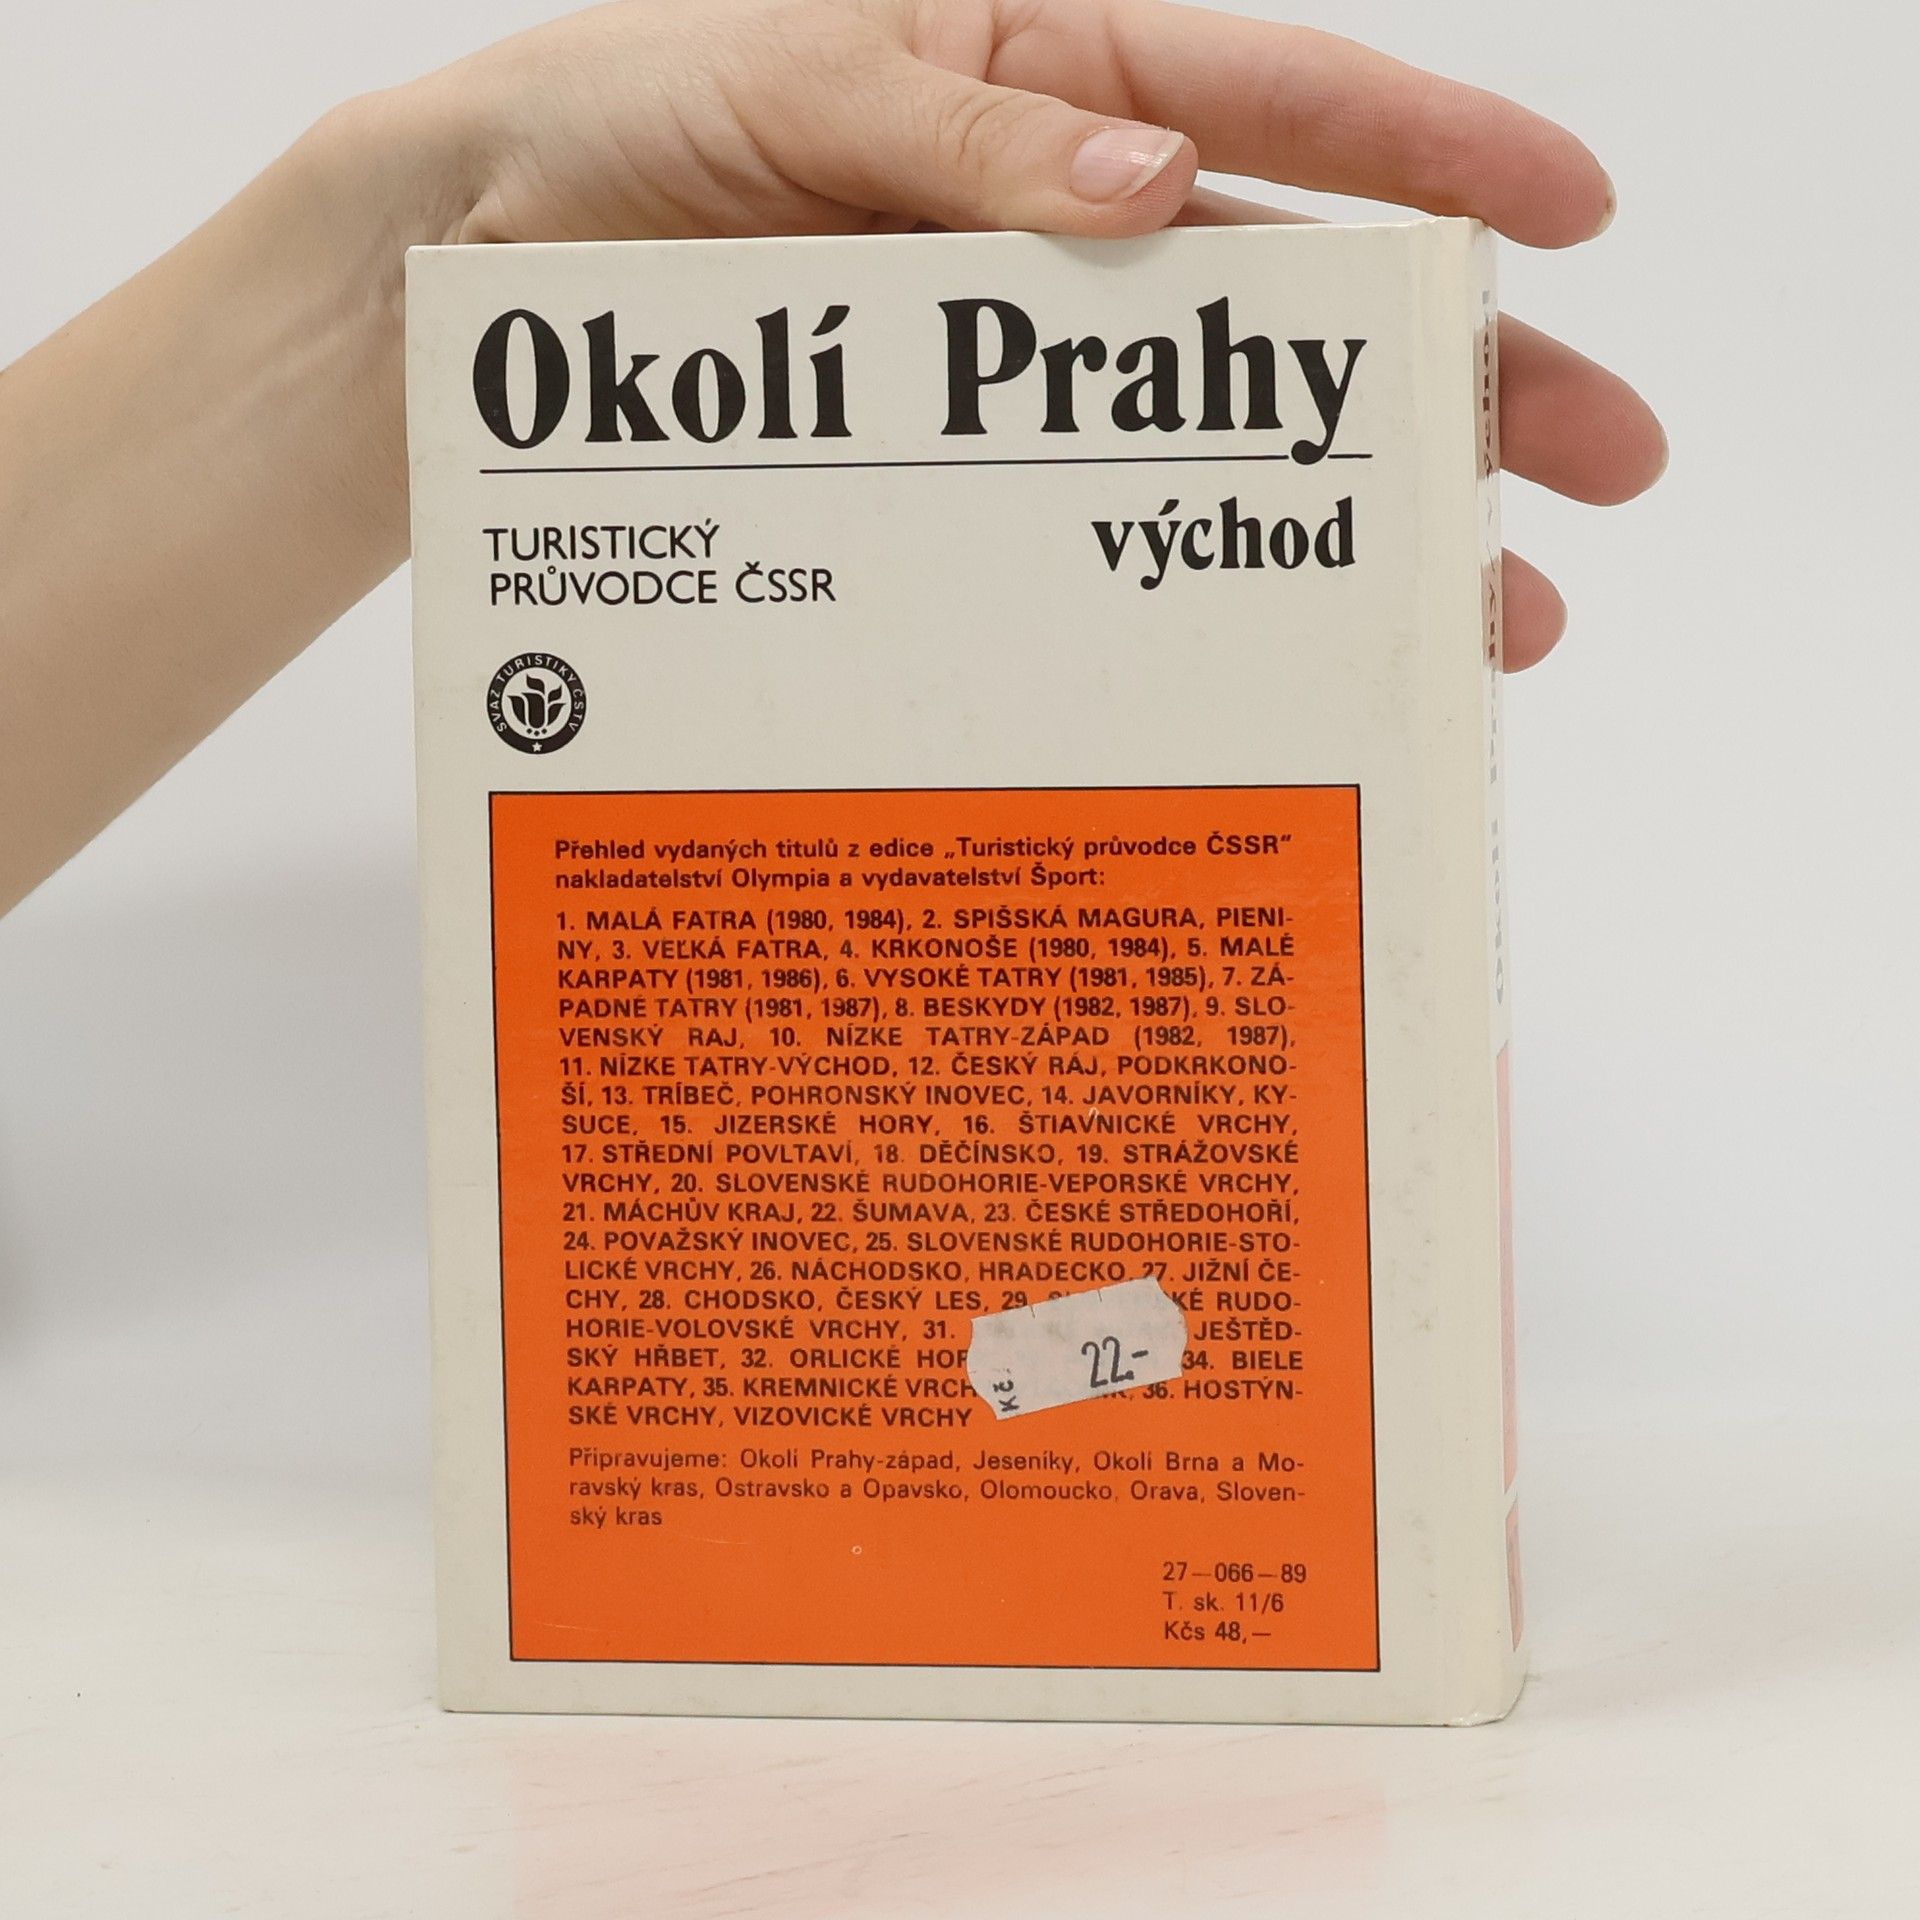 Okolí Prahy
východ
TURISTICKÝ
PRŮVODCE ČSSR
SVAZ TURISTIKY ČSTV
Přehled vydaných titulů z edice „Turistický průvodce ČSSR“
nakladatelství Olympia a vydavatelství Šport:
1. MALÁ FATRA (1980, 1984), 2. SPIŠSKÁ MAGURA, PIENI-
NY, 3. VEĽKÁ FATRA, 4. KRKONOŠE (1980, 1984), 5. MALÉ
KARPATY (1981, 1986), 6. VYSOKÉ TATRY (1981, 1985), 7. ZÁ-
PADNÉ TATRY (1981, 1987), 8. BESKYDY (1982, 1987), 9. SLO-
VENSKÝ RAJ, 10. NÍZKE TATRY-ZÁPAD (1982, 1987),
11. NÍZKE TATRY-VÝCHOD, 12. ČESKÝ RÁJ, PODKRKONO-
ŠÍ, 13. TRÍBEČ, POHRONSKÝ INOVEC, 14. JAVORNÍKY, KY-
SUCE, 15. JIZERSKÉ HORY, 16. ŠTIAVNICKÉ VRCHY,
17. STŘEDNÍ POVLTAVÍ, 18. DĚČÍNSKO, 19. STRÁŽOVSKÉ
VRCHY, 20. SLOVENSKÉ RUDOHORIE-VEPORSKÉ VRCHY,
21. MÁCHŮV KRAJ, 22. ŠUMAVA, 23. ČESKÉ STŘEDOHOŘÍ,
24. POVAŽSKÝ INOVEC, 25. SLOVENSKÉ RUDOHORIE-STO-
LICKÉ VRCHY, 26. NÁCHODSKO, HRADECKO, 27. JIŽNÍ ČE-
CHY, 28. CHODSKO, ČESKÝ LES, 29. RUDO-
HORIE-VOLOVSKÉ VRCHY, 31. JEŠTĚD-
SKÝ HŘBET, 32. ORLICKÉ 34. BIELE
KARPATY, 35. KREMNICKÉ 36. HOSTÝN-
SKÉ VRCHY, VIZOVICKÉ VRCHY
Kč 22,-
Připravujeme: Okolí Prahy-západ, Jeseníky, Okolí Brna a Mo-
ravský kras, Ostravsko a Opavsko, Olomoucko, Orava, Sloven-
ský kras
27—066—89
T. sk. 11/6
Kčs 48,—